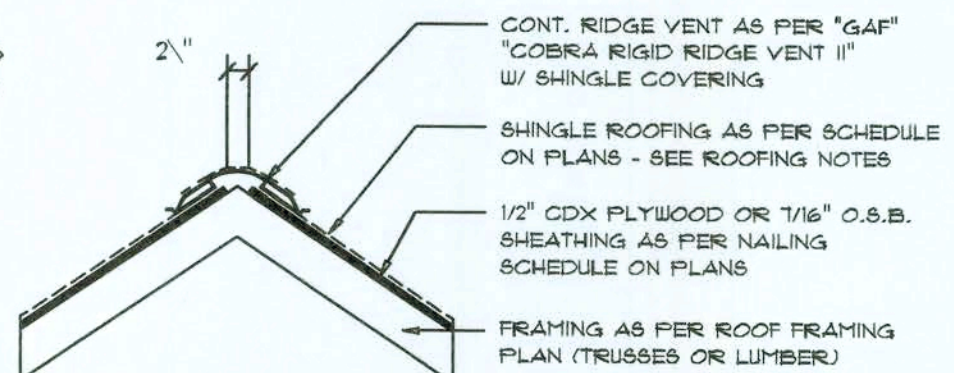 2\"
CONT. RIDGE VENT AS PER "GAF"
"COBRA RIGID RIDGE VENT II"
W/ SHINGLE COVERING
SHINGLE ROOFING AS PER SCHEDULE
ON PLANS - SEE ROOFING NOTES
1/2" CDX PLYWOOD OR 7/16" O.S.B.
SHEATHING AS PER NAILING
SCHEDULE ON PLANS
FRAMING AS PER ROOF FRAMING
PLAN (TRUSSES OR LUMBER)